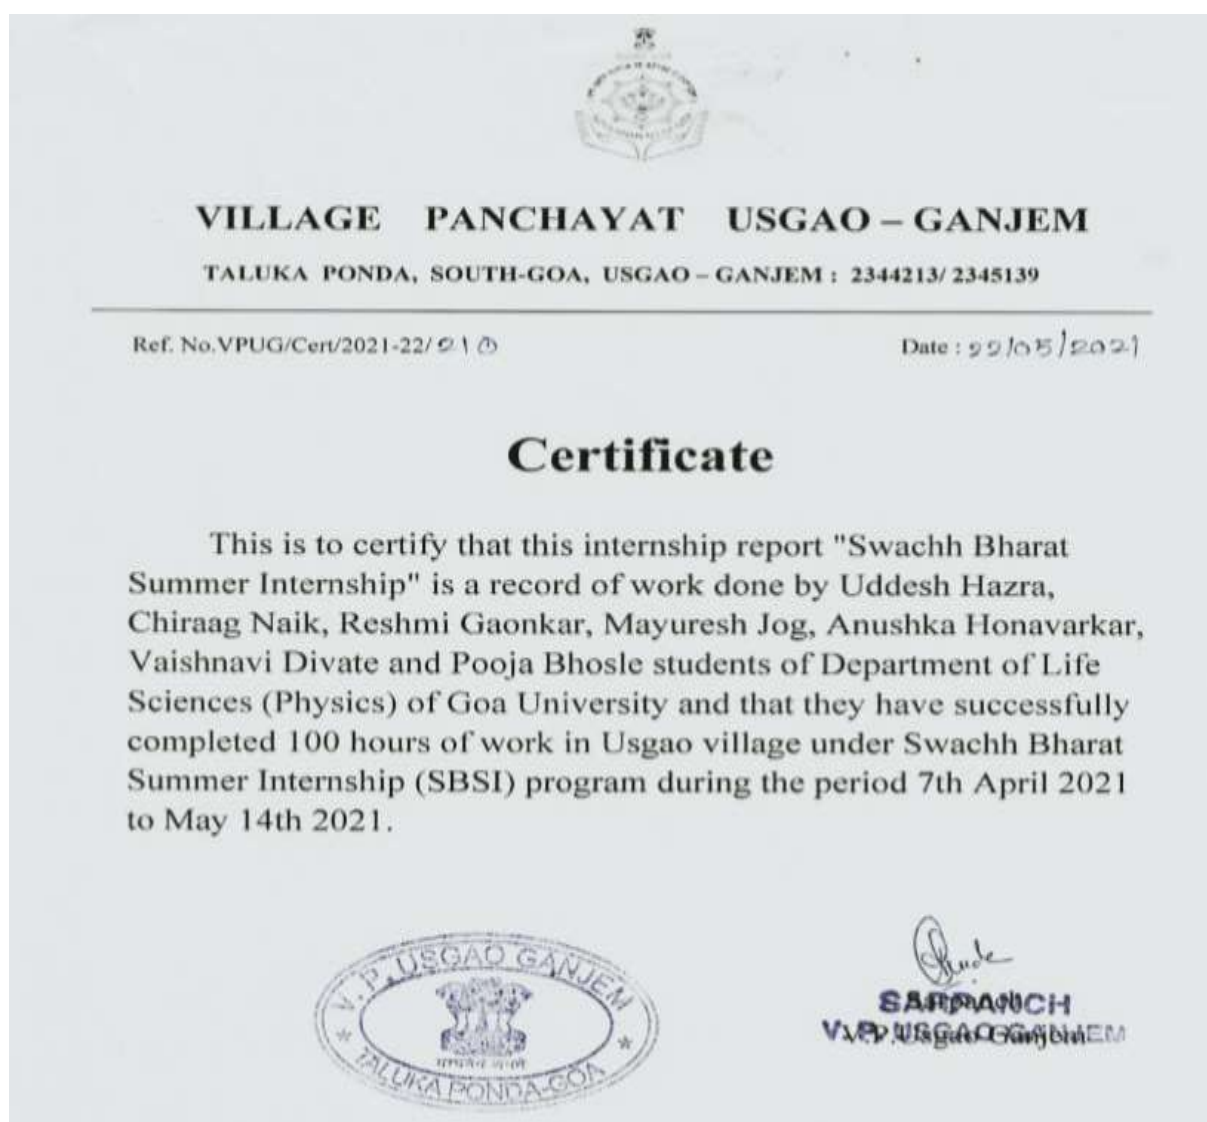 VILLAGE PANCHAYAT USGAO – GANJEM
TALUKA PONDA, SOUTH-GOA, USGAO – GANJEM : 2344213/ 2345139
Ref. No.VPUG/Cert/2021-22/
Date : 22/05/2021
Certificate
This is to certify that this internship report "Swachh Bharat
Summer Internship" is a record of work done by Uddesh Hazra,
Chiraag Naik, Reshmi Gaonkar, Mayuresh Jog, Anushka Honavarkar,
Vaishnavi Divate and Pooja Bhosle students of Department of Life
Sciences (Physics) of Goa University and that they have successfully
completed 100 hours of work in Usgao village under Swachh Bharat
Summer Internship (SBSI) program during the period 7th April 2021
to May 14th 2021.
V. P. USGAO GANJEM
TALUKA PONDA-GOA
SARPANCH
V. P. USGAO GANJEM